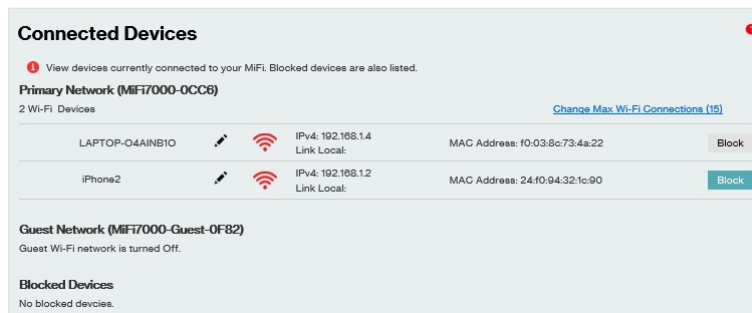 Connected Devices
View devices currently connected to your MiFi. Blocked devices are also listed.
Primary Network (MiFi7000-0CC6)
2 Wi-Fi Devices
Change Max Wi-Fi Connections (15)
LAPTOP-O4AINB1O
IPv4: 192.168.1.4
Link Local:
MAC Address: f0:03:8c:73:4a:22
Block
iPhone2
IPv4: 192.168.1.2
Link Local:
MAC Address: 24:f0:94:32:1c:90
Block
Guest Network (MiFi7000-Guest-0F82)
Guest Wi-Fi network is turned Off.
Blocked Devices
No blocked devcies.